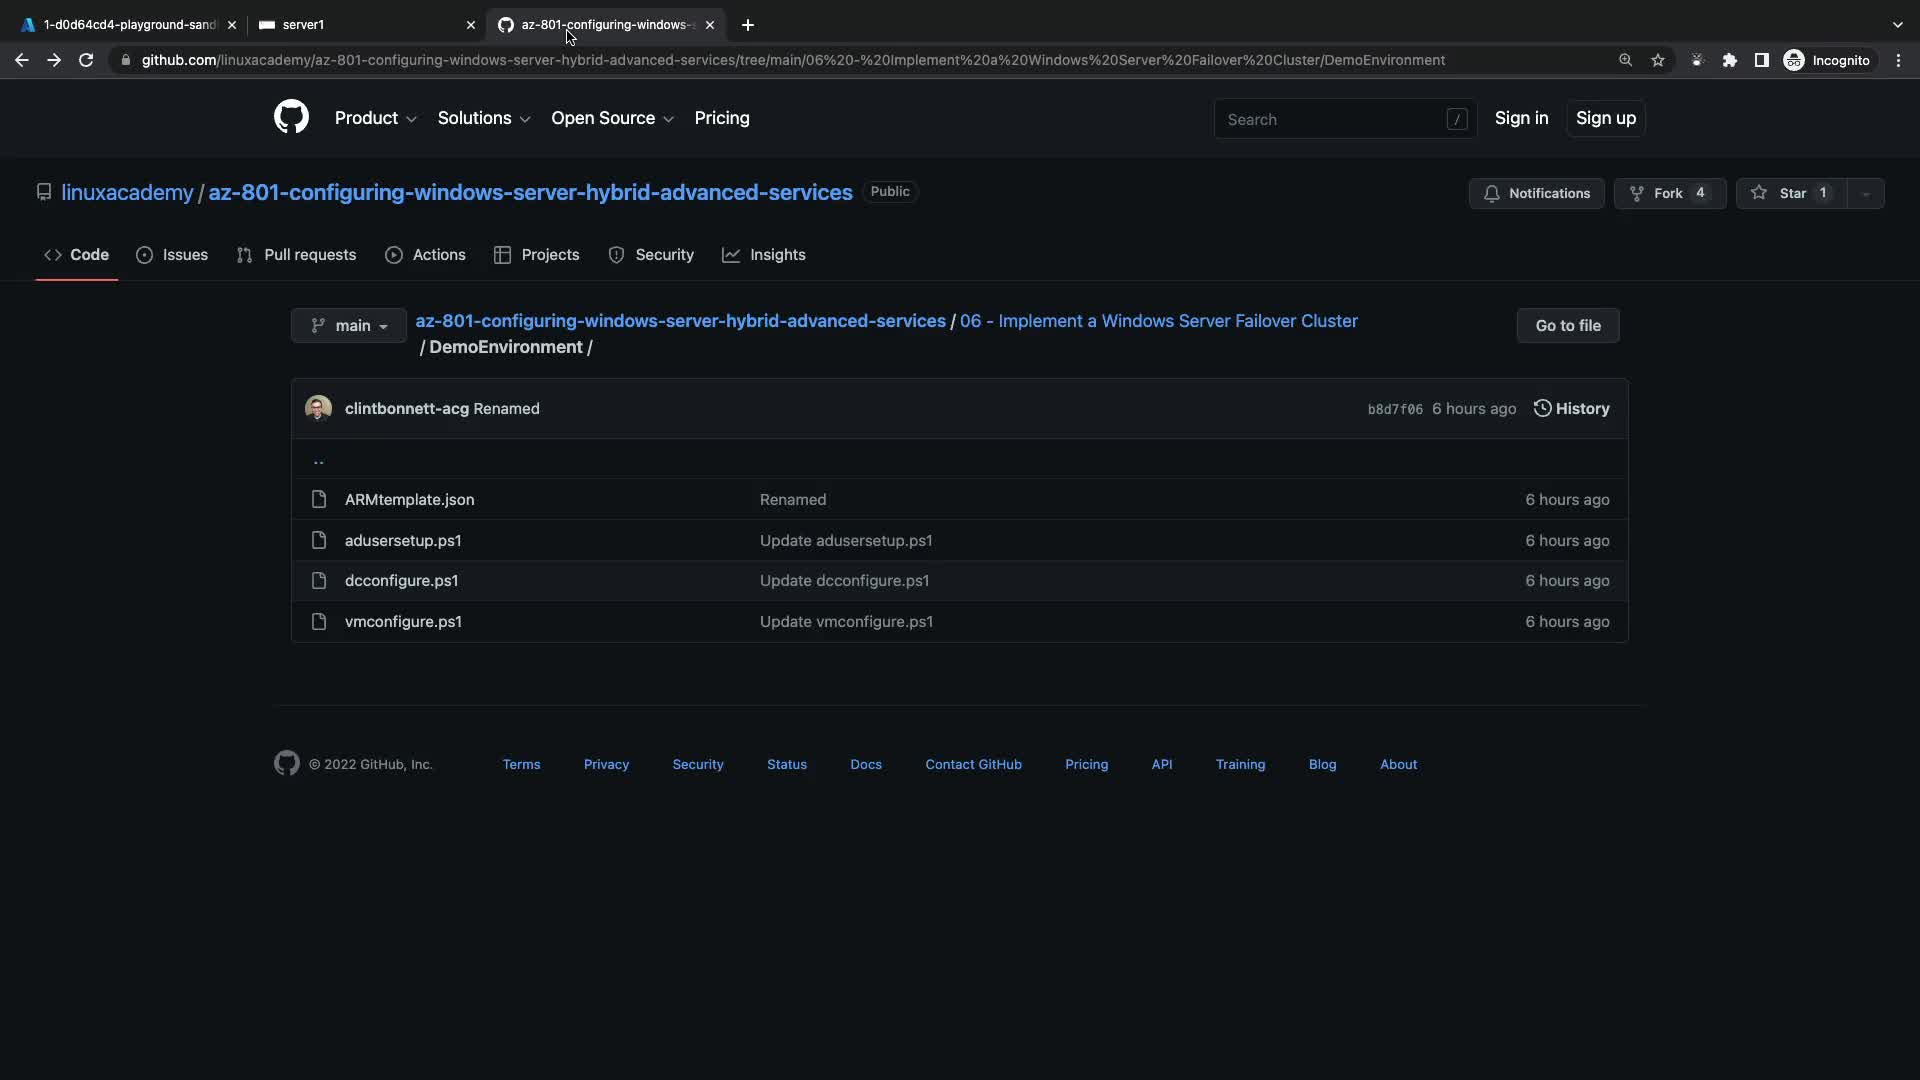 1-d0d64cd4-playground-sand
server1
az-801-configuring-windows-s
github.com/linuxacademy/az-801-configuring-windows-server-hybrid-advanced-services/tree/main/06%20-%20Implement%20a%20Windows%20Server%20Failover%20Cluster/DemoEnvironment
Incognito
Product
Solutions
Open Source
Pricing
Search /
Sign in
Sign up
linuxacademy / az-801-configuring-windows-server-hybrid-advanced-services Public
Notifications
Fork 4
Star 1
Code
Issues
Pull requests
Actions
Projects
Security
Insights
main
az-801-configuring-windows-server-hybrid-advanced-services / 06 - Implement a Windows Server Failover Cluster
/ DemoEnvironment /
Go to file
clintbonnett-acg Renamed
b8d7f06 6 hours ago
History
..
ARMtemplate.json Renamed 6 hours ago
adusersetup.ps1 Update adusersetup.ps1 6 hours ago
dcconfigure.ps1 Update dcconfigure.ps1 6 hours ago
vmconfigure.ps1 Update vmconfigure.ps1 6 hours ago
© 2022 GitHub, Inc.
Terms
Privacy
Security
Status
Docs
Contact GitHub
Pricing
API
Training
Blog
About